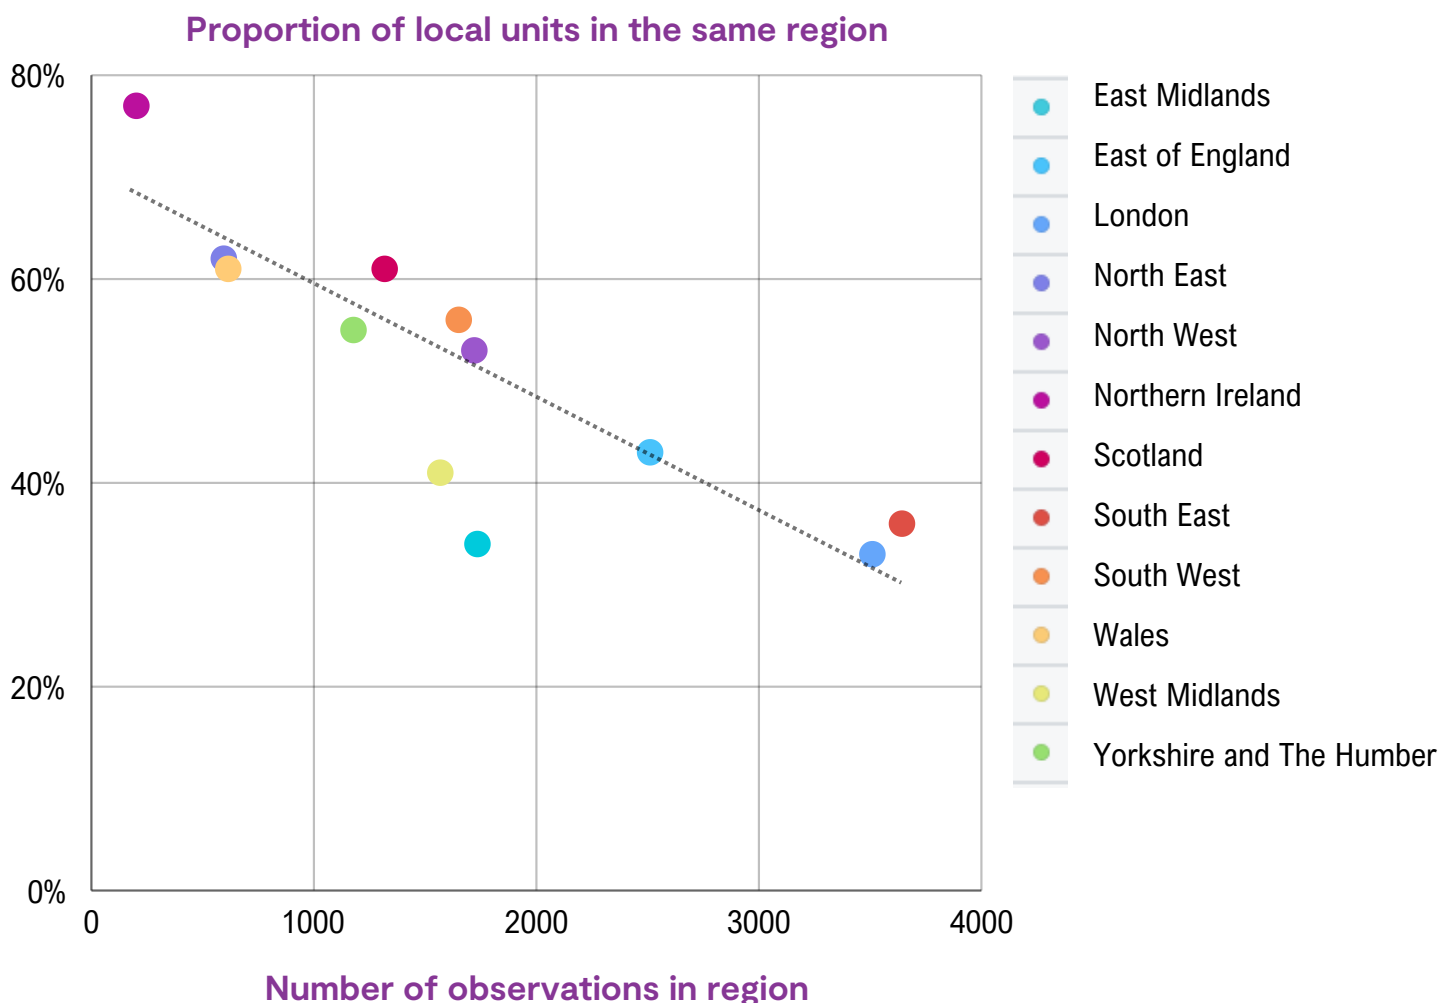 Proportion of local units in the same region
80%
60%
40%
20%
0%
0 1000 2000 3000 4000
Number of observations in region
East Midlands
East of England
London
North East
North West
Northern Ireland
Scotland
South East
South West
Wales
West Midlands
Yorkshire and The Humber